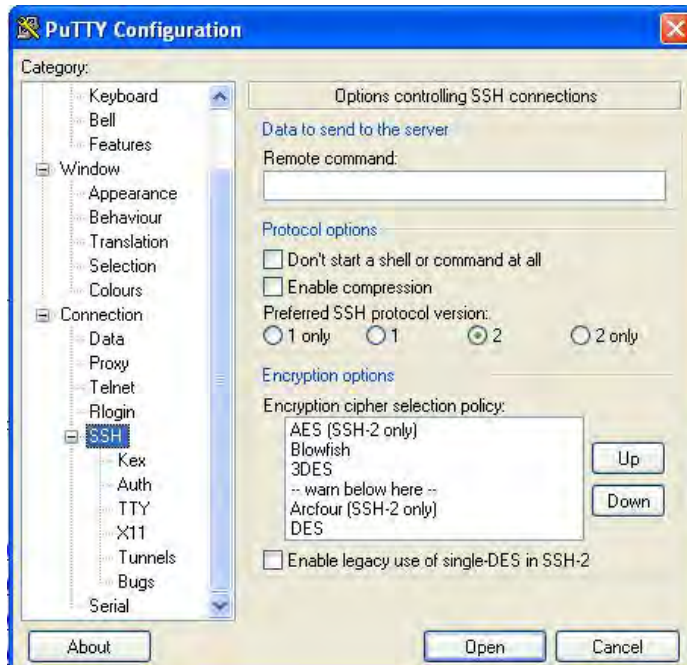 PuTTY Configuration
Category:
Keyboard
Bell
Features
Window
Appearance
Behaviour
Translation
Selection
Colours
Connection
Data
Proxy
Telnet
Rlogin
SSH
Kex
Auth
TTY
X11
Tunnels
Bugs
Serial
Options controlling SSH connections
Data to send to the server
Remote command:
Protocol options
Don't start a shell or command at all
Enable compression
Preferred SSH protocol version:
1 only 1 2 2 only
Encryption options
Encryption cipher selection policy:
AES (SSH-2 only)
Blowfish
3DES
-- warn below here --
Arcfour (SSH-2 only)
DES
Up
Down
Enable legacy use of single-DES in SSH-2
About
Open
Cancel